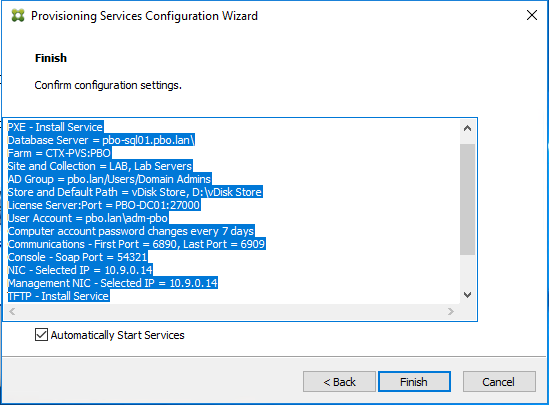 Provisioning Services Configuration Wizard
Finish
Confirm configuration settings.
PXE - Install Service
Database Server = pbo-sql01.pbo.lan\
Farm = CTX-PVS:PBO
Site and Collection = LAB, Lab Servers
AD Group = pbo.lan/Users/Domain Admins
Store and Default Path = vDisk Store, D:\vDisk Store
License Server:Port = PBO-DC01:27000
User Account = pbo.lan\adm-pbo
Computer account password changes every 7 days
Communications - First Port = 6890, Last Port = 6909
Console - Soap Port = 54321
NIC - Selected IP = 10.9.0.14
Management NIC - Selected IP = 10.9.0.14
TFTP - Install Service
Automatically Start Services
< Back
Finish
Cancel